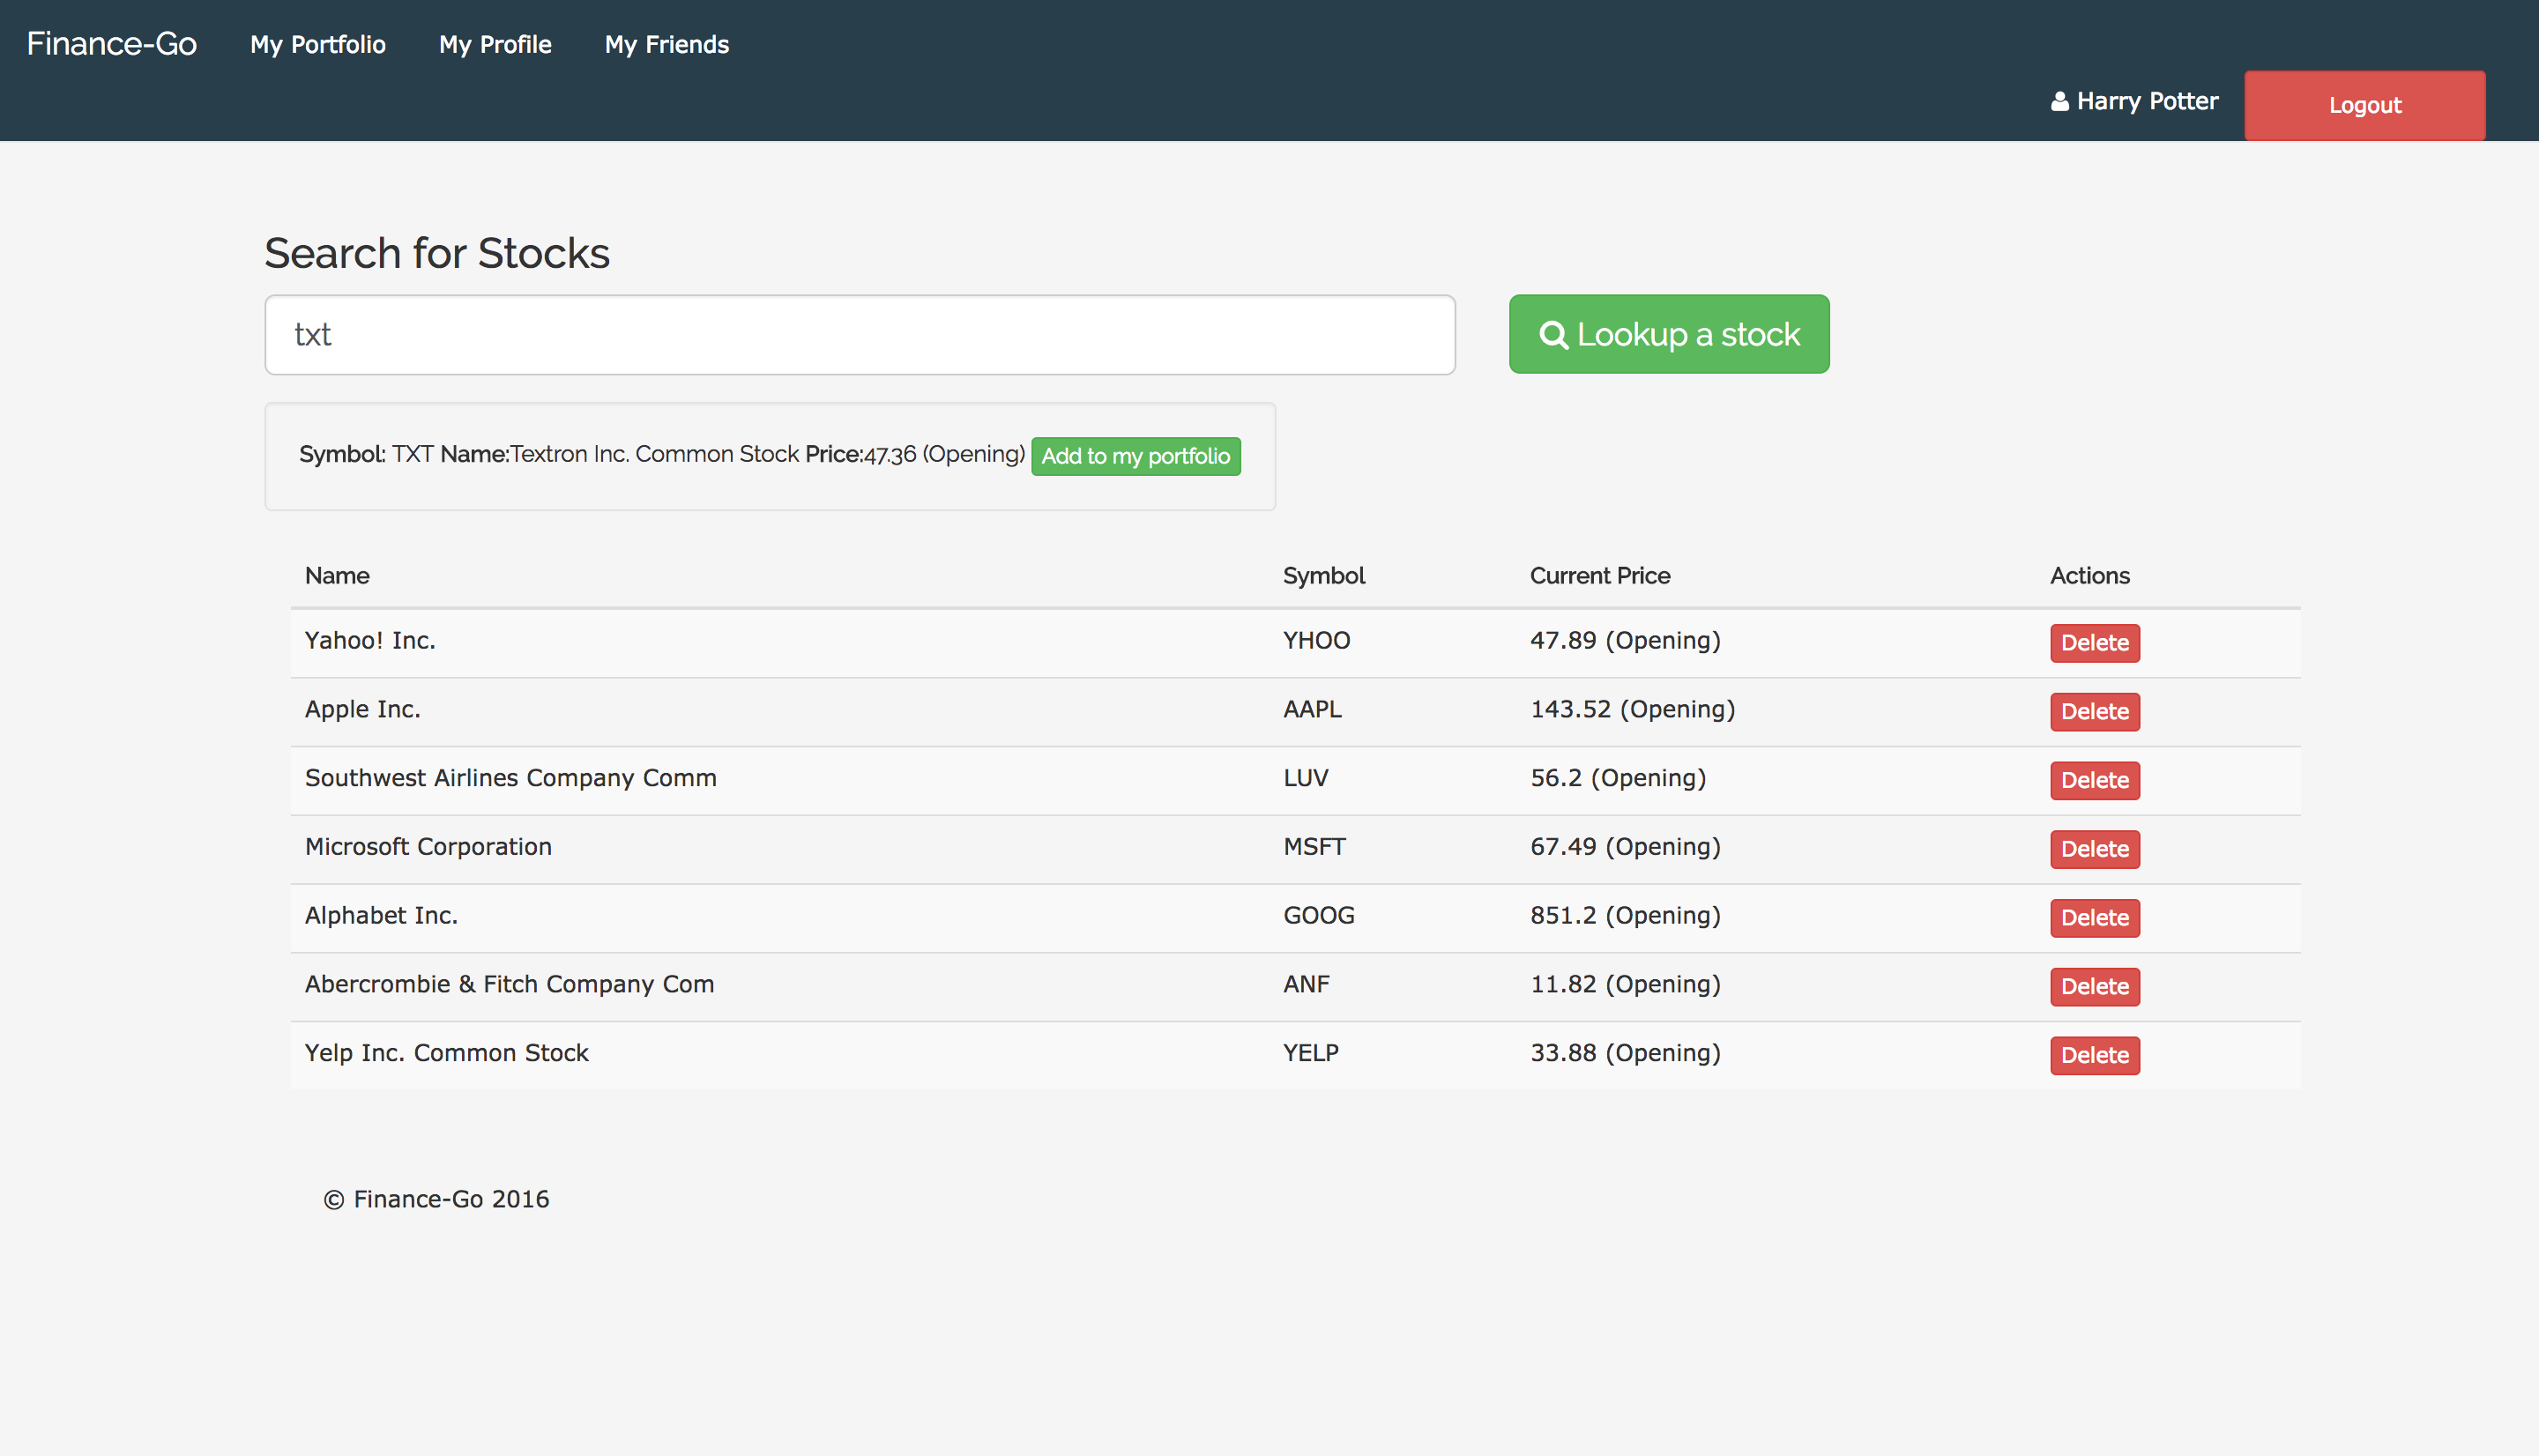 Finance-Go My Portfolio My Profile My Friends
Harry Potter Logout
Search for Stocks
txt Lookup a stock
Symbol: TXT Name:Textron Inc. Common Stock Price:47.36 (Opening) Add to my portfolio
Name Symbol Current Price Actions
Yahoo! Inc. YHOO 47.89 (Opening) Delete
Apple Inc. AAPL 143.52 (Opening) Delete
Southwest Airlines Company Comm LUV 56.2 (Opening) Delete
Microsoft Corporation MSFT 67.49 (Opening) Delete
Alphabet Inc. GOOG 851.2 (Opening) Delete
Abercrombie & Fitch Company Com ANF 11.82 (Opening) Delete
Yelp Inc. Common Stock YELP 33.88 (Opening) Delete
© Finance-Go 2016